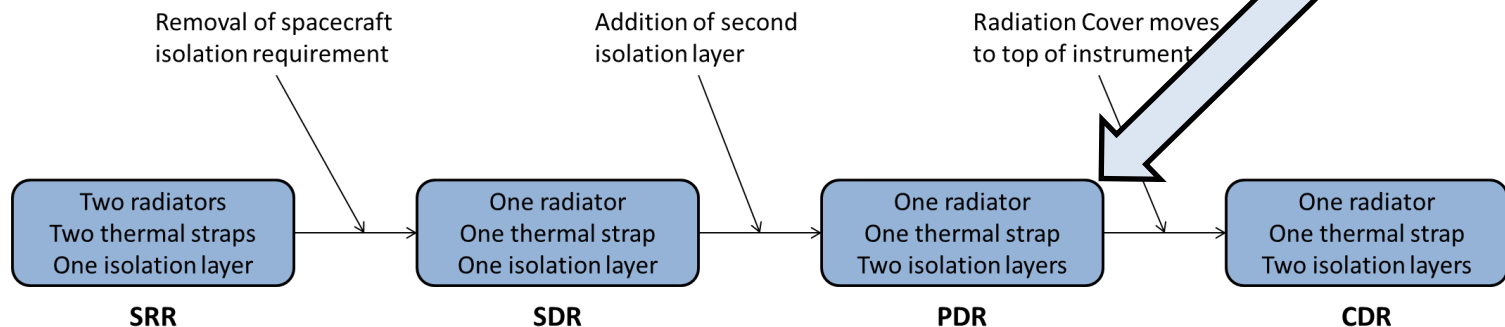 Removal of spacecraft
isolation requirement
Addition of second
isolation layer
Radiation Cover moves
to top of instrument
Two radiators
Two thermal straps
One isolation layer
One radiator
One thermal strap
One isolation layer
One radiator
One thermal strap
Two isolation layers
One radiator
One thermal strap
Two isolation layers
SRR
SDR
PDR
CDR